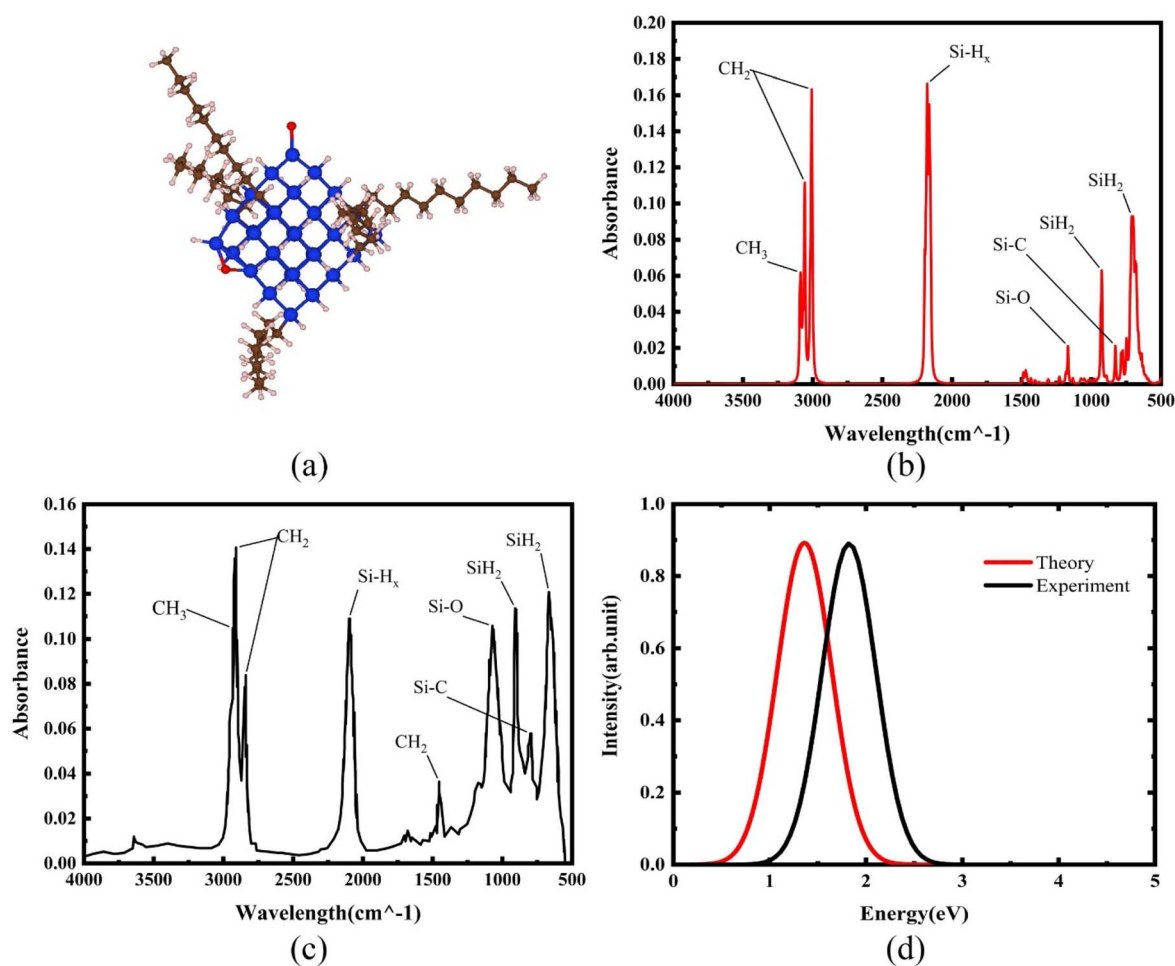 (a)
0.20
0.18
0.16
0.14
0.12
0.10
0.08
0.06
0.04
0.02
0.00
Absorbance
CH₂
Si-Hₓ
CH₃
SiH₂
SiH₂
Si-C
Si-O
4000 3500 3000 2500 2000 1500 1000 500
Wavelength(cm^-1)
(b)
0.16
0.14
0.12
0.10
0.08
0.06
0.04
0.02
0.00
Absorbance
CH₂
CH₃
Si-Hₓ
SiH₂
SiH₂
Si-O
Si-C
CH₂
4000 3500 3000 2500 2000 1500 1000 500
Wavelength(cm^-1)
(c)
1.0
0.8
0.6
0.4
0.2
0.0
Intensity(arb.unit)
Theory
Experiment
0 1 2 3 4 5
Energy(eV)
(d)